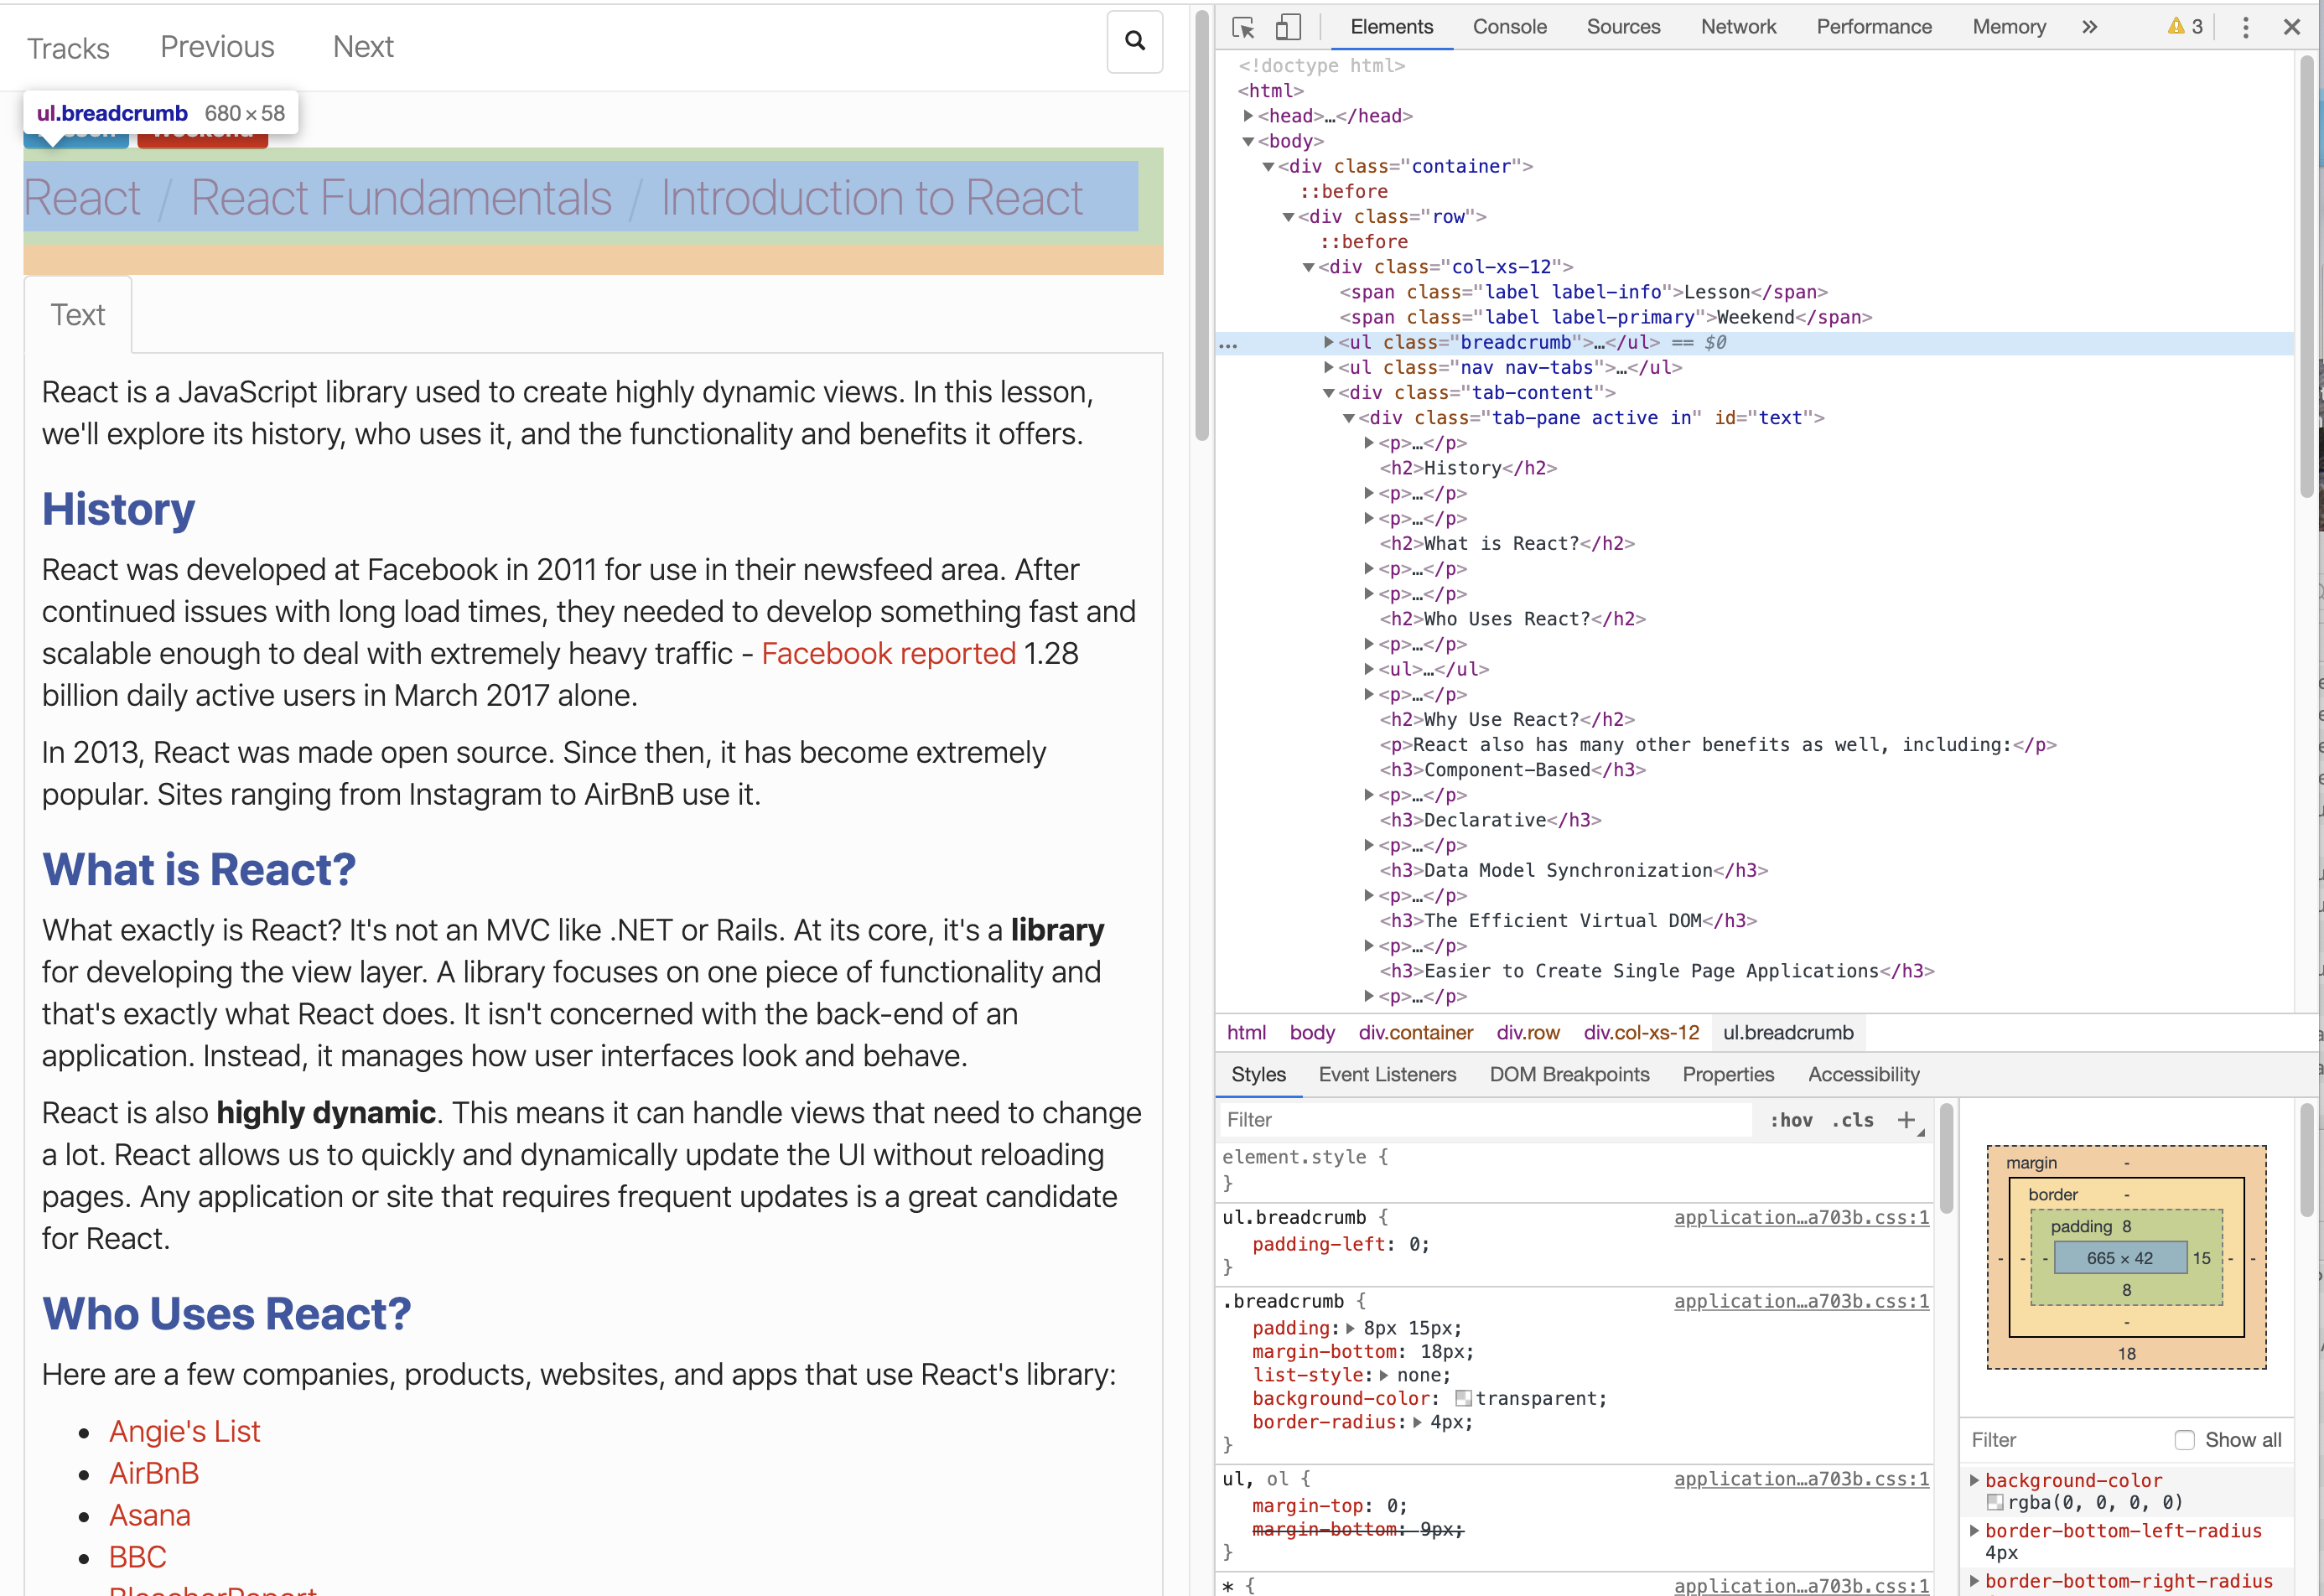 Tracks Previous Next
ul.breadcrumb 680 × 58
React / React Fundamentals / Introduction to React
Text
React is a JavaScript library used to create highly dynamic views. In this lesson,
we'll explore its history, who uses it, and the functionality and benefits it offers.
History
React was developed at Facebook in 2011 for use in their newsfeed area. After
continued issues with long load times, they needed to develop something fast and
scalable enough to deal with extremely heavy traffic - Facebook reported 1.28
billion daily active users in March 2017 alone.
In 2013, React was made open source. Since then, it has become extremely
popular. Sites ranging from Instagram to AirBnB use it.
What is React?
What exactly is React? It's not an MVC like .NET or Rails. At its core, it's a library
for developing the view layer. A library focuses on one piece of functionality and
that's exactly what React does. It isn't concerned with the back-end of an
application. Instead, it manages how user interfaces look and behave.
React is also highly dynamic. This means it can handle views that need to change
a lot. React allows us to quickly and dynamically update the UI without reloading
pages. Any application or site that requires frequent updates is a great candidate
for React.
Who Uses React?
Here are a few companies, products, websites, and apps that use React's library:
• Angie's List
• AirBnB
• Asana
• BBC
Elements Console Sources Network Performance Memory » 3
<!doctype html>
<html>
<head>…</head>
<body>
<div class="container">
::before
<div class="row">
::before
<div class="col-xs-12">
<span class="label label-info">Lesson</span>
<span class="label label-primary">Weekend</span>
… <ul class="breadcrumb">…</ul> == $0
<ul class="nav nav-tabs">…</ul>
<div class="tab-content">
<div class="tab-pane active in" id="text">
<p>…</p>
<h2>History</h2>
<p>…</p>
<p>…</p>
<h2>What is React?</h2>
<p>…</p>
<p>…</p>
<h2>Who Uses React?</h2>
<p>…</p>
<ul>…</ul>
<p>…</p>
<h2>Why Use React?</h2>
<p>React also has many other benefits as well, including:</p>
<h3>Component-Based</h3>
<p>…</p>
<h3>Declarative</h3>
<p>…</p>
<h3>Data Model Synchronization</h3>
<p>…</p>
<h3>The Efficient Virtual DOM</h3>
<p>…</p>
<h3>Easier to Create Single Page Applications</h3>
<p>…</p>
html body div.container div.row div.col-xs-12 ul.breadcrumb
Styles Event Listeners DOM Breakpoints Properties Accessibility
Filter :hov .cls +
element.style {
}
ul.breadcrumb { application…a703b.css:1
padding-left: 0;
}
.breadcrumb { application…a703b.css:1
padding: 8px 15px;
margin-bottom: 18px;
list-style: none;
background-color: transparent;
border-radius: 4px;
}
ul, ol { application…a703b.css:1
margin-top: 0;
margin-bottom: 9px;
}
* { application…a703b.css:1
margin -
border -
padding 8
- - - 665 × 42 15 - -
8
-
18
Filter Show all
background-color
rgba(0, 0, 0, 0)
border-bottom-left-radius
4px
border-bottom-right-radius